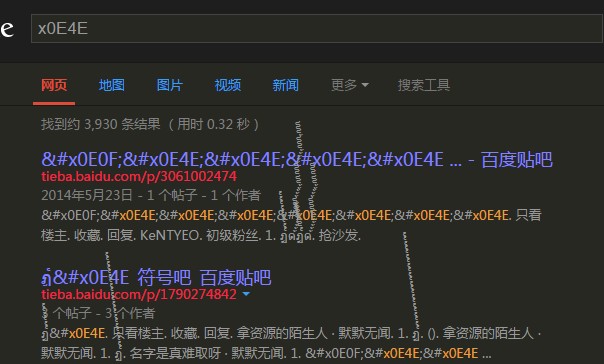 e x0E4E
网页 地图 图片 视频 新闻 更多 搜索工具
找到约 3,930 条结果 （用时 0.32 秒）
&#x0E0F;&#x0E4E;&#x0E4E;&#x0E4E;&#x0E4E;&#x0E4E ... - 百度贴吧
tieba.baidu.com/p/3061002474
2014年5月23日 - 1 个帖子 - 1 个作者
&#x0E0F;&#x0E4E;&#x0E4E;&#x0E4E;&#x0E4E;&#x0E4E;&#x0E4E;&#x0E4E. 只看
楼主. 收藏. 回复. KeNTYEO. 初级粉丝. 1. 抢沙发.
&#x0E4E 符号吧 百度贴吧
tieba.baidu.com/p/1790274842
3 个帖子 - 3 个作者
&#x0E4E. 只看楼主. 收藏. 回复. 拿资源的陌生人 · 默默无闻. 1. ฏ. (). 拿资源的陌生人 ·
默默无闻. 1. ฏ. 名字是真难取呀 · 默默无闻. 1. &#x0E0F;&#x0E4E;&#x0E4E ...